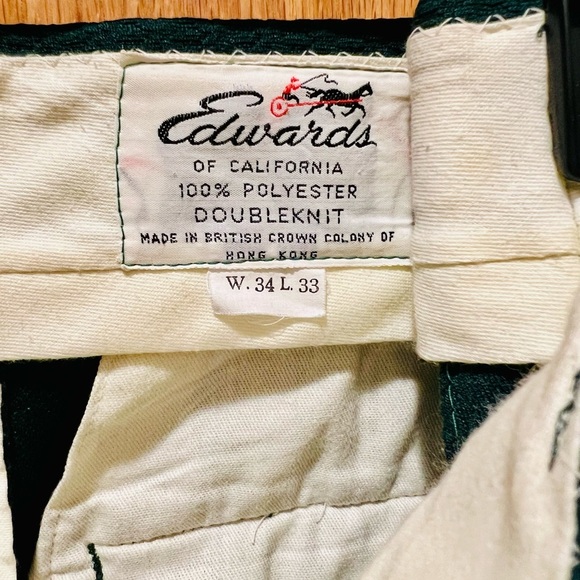 Edwards
OF CALIFORNIA
100% POLYESTER
DOUBLEKNIT
MADE IN BRITISH CROWN COLONY OF
HONG KONG
W. 34 L. 33